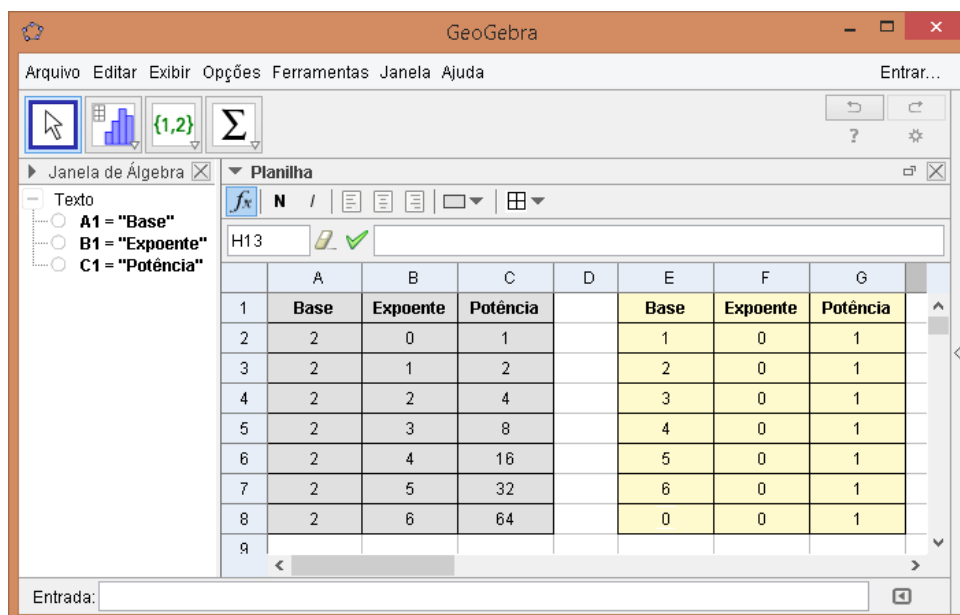 GeoGebra
Arquivo Editar Exibir Opções Ferramentas Janela Ajuda Entrar...
{1,2} Σ ?
Janela de Álgebra Planilha
Texto
A1 = "Base"
B1 = "Expoente"
C1 = "Potência"
fx N I
H13
A B C D E F G
1 Base Expoente Potência Base Expoente Potência
2 2 0 1 1 0 1
3 2 1 2 2 0 1
4 2 2 4 3 0 1
5 2 3 8 4 0 1
6 2 4 16 5 0 1
7 2 5 32 6 0 1
8 2 6 64 0 0 1
9
Entrada: